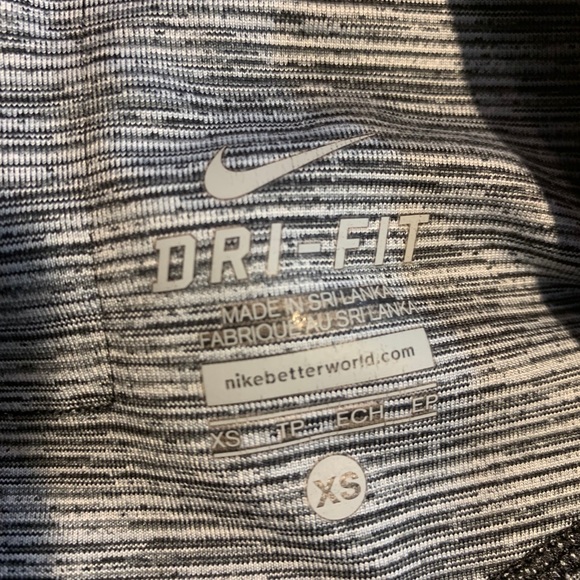 DRI-FIT
MADE IN SRI LANKA
FABRIQUÉ AU SRI LANKA
nikebetterworld.com
XS TP ECH EP
XS